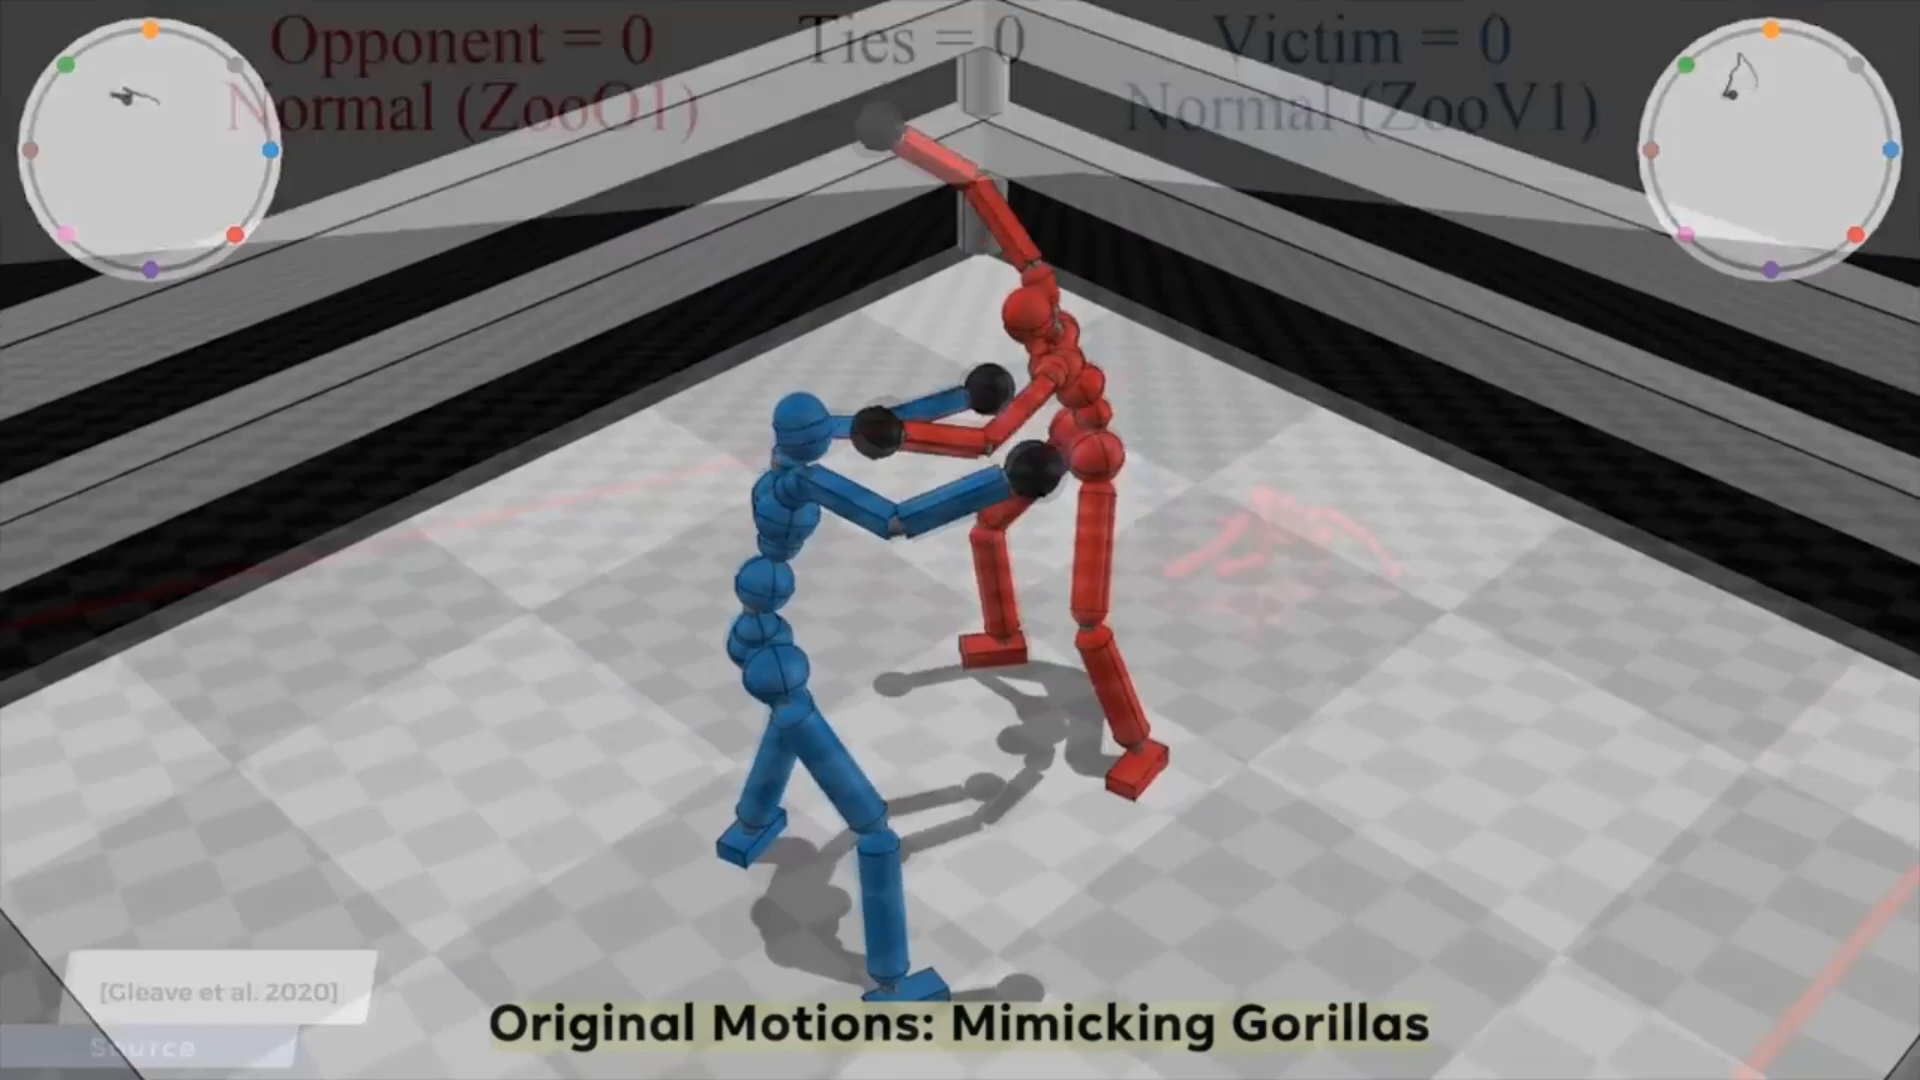 Opponent = 0
Ties = 0
Victim = 0
Normal (ZooO1)
Normal (ZooV1)
[Gleave et al. 2020]
Source
Original Motions: Mimicking Gorillas